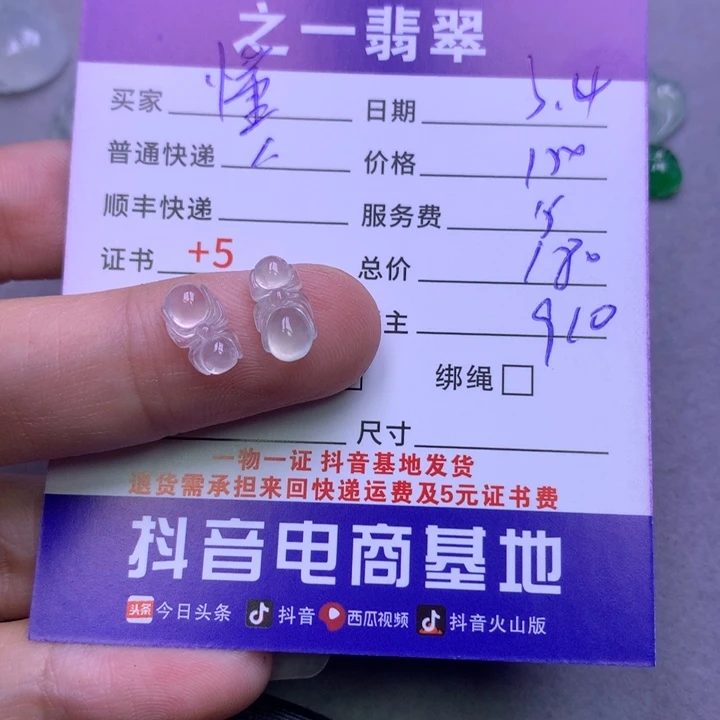 之一翡翠
买家 懂 日期 5.4
普通快递 价格 150
顺丰快递 服务费 15
证书 +5 总价 180
主 910
绑绳
尺寸
一物一证 抖音基地发货
退货需承担来回快递运费及5元证书费
抖音电商基地
头条 今日头条 抖音 西瓜视频 抖音火山版